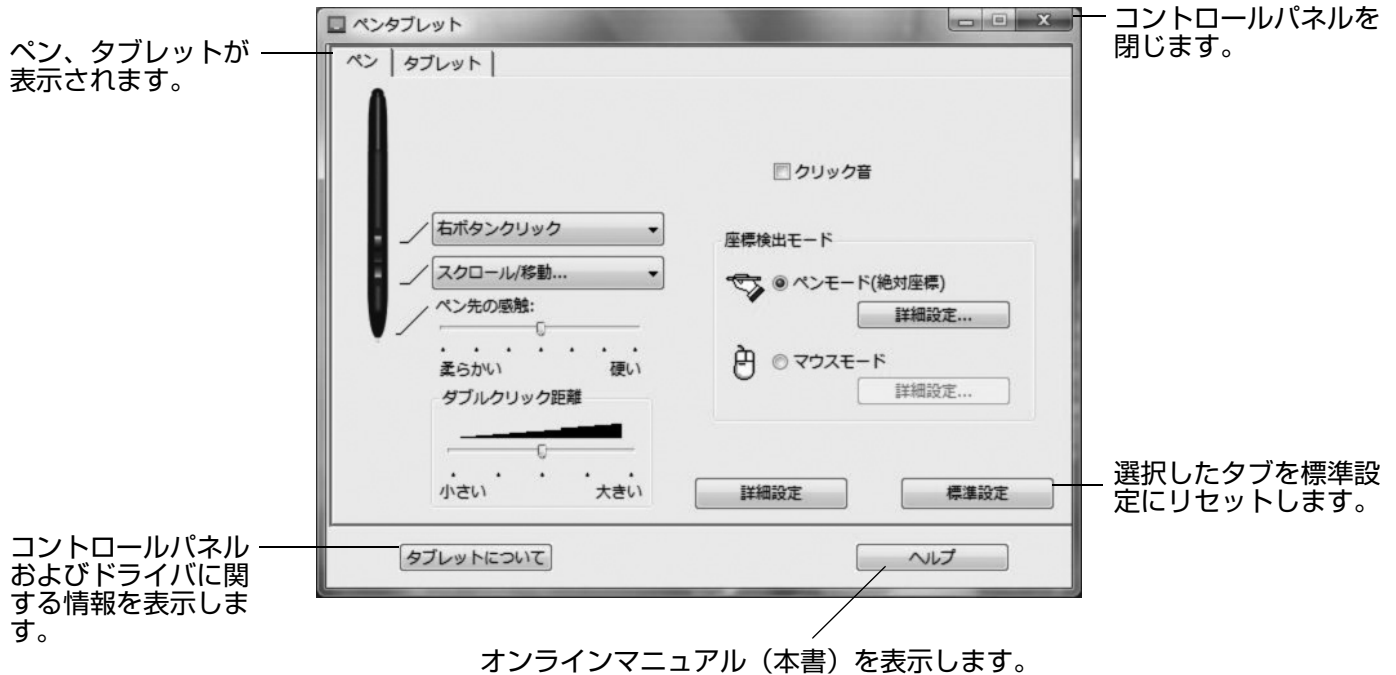 ペンタブレット
コントロールパネルを
閉じます。
ペン、タブレットが
表示されます。
ペン
タブレット
クリック音
右ボタンクリック
スクロール/移動...
ペン先の感触:
柔らかい
硬い
ダブルクリック距離
小さい
大きい
座標検出モード
ペンモード(絶対座標)
詳細設定...
マウスモード
詳細設定...
詳細設定
標準設定
選択したタブを標準設
定にリセットします。
コントロールパネル
およびドライバに関
する情報を表示しま
す。
タブレットについて
ヘルプ
オンラインマニュアル（本書）を表示します。